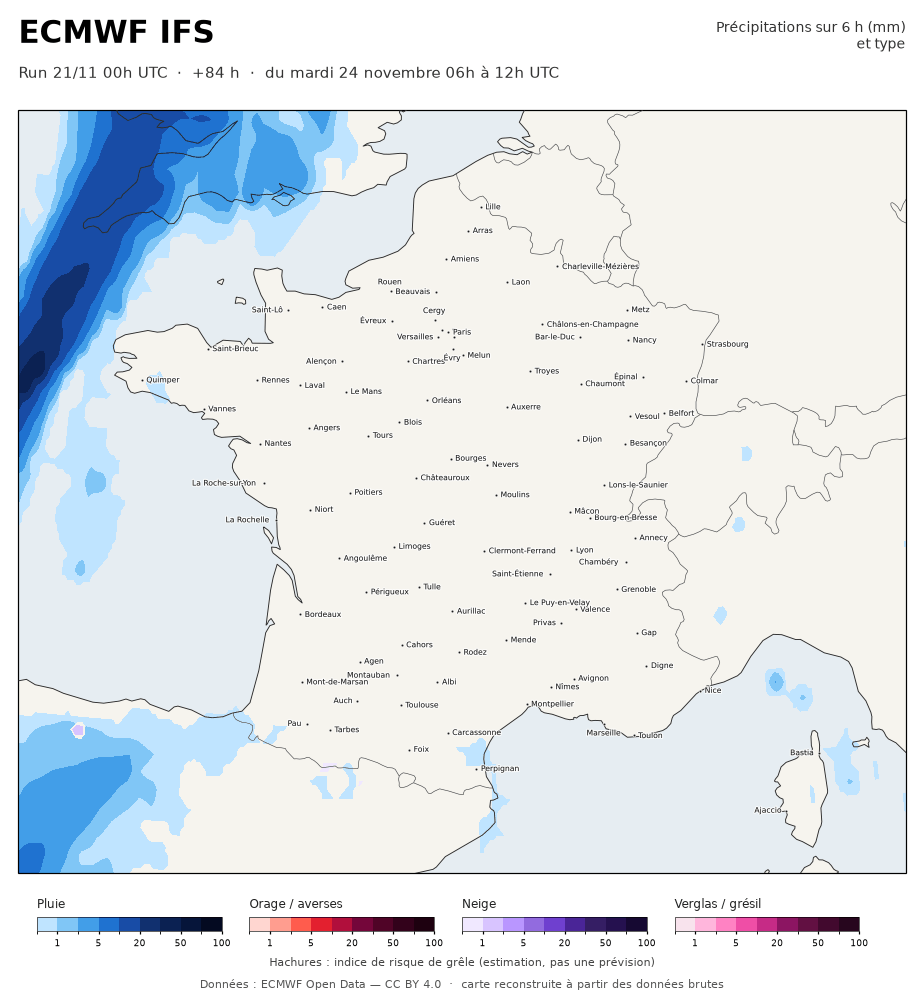 ECMWF IFS
Précipitations sur 6 h (mm)
et type
Run 21/11 00h UTC · +84 h · du mardi 24 novembre 06h à 12h UTC
Lille
Arras
Amiens
Charleville-Mézières
Rouen
Beauvais
Laon
Saint-Lô
Caen
Cergy
Metz
Évreux
Châlons-en-Champagne
Versailles
Paris
Bar-le-Duc
Nancy
Strasbourg
Saint-Brieuc
Alençon
Chartres
Évry
Melun
Quimper
Rennes
Laval
Le Mans
Troyes
Chaumont
Épinal
Colmar
Vannes
Orléans
Auxerre
Vesoul
Belfort
Angers
Blois
Tours
Dijon
Besançon
Nantes
Bourges
Nevers
La Roche-sur-Yon
Châteauroux
Lons-le-Saunier
Poitiers
Moulins
Niort
Mâcon
Bourg-en-Bresse
La Rochelle
Guéret
Annecy
Limoges
Clermont-Ferrand
Lyon
Angoulême
Chambéry
Saint-Étienne
Périgueux
Tulle
Grenoble
Bordeaux
Aurillac
Le Puy-en-Velay
Valence
Privas
Gap
Cahors
Mende
Rodez
Agen
Digne
Montauban
Mont-de-Marsan
Albi
Avignon
Nîmes
Nice
Auch
Toulouse
Montpellier
Pau
Tarbes
Carcassonne
Marseille
Toulon
Foix
Bastia
Perpignan
Ajaccio
Pluie
1 5 20 50 100
Orage / averses
1 5 20 50 100
Neige
1 5 20 50 100
Verglas / grésil
1 5 20 50 100
Hachures : indice de risque de grêle (estimation, pas une prévision)
Données : ECMWF Open Data — CC BY 4.0 · carte reconstruite à partir des données brutes